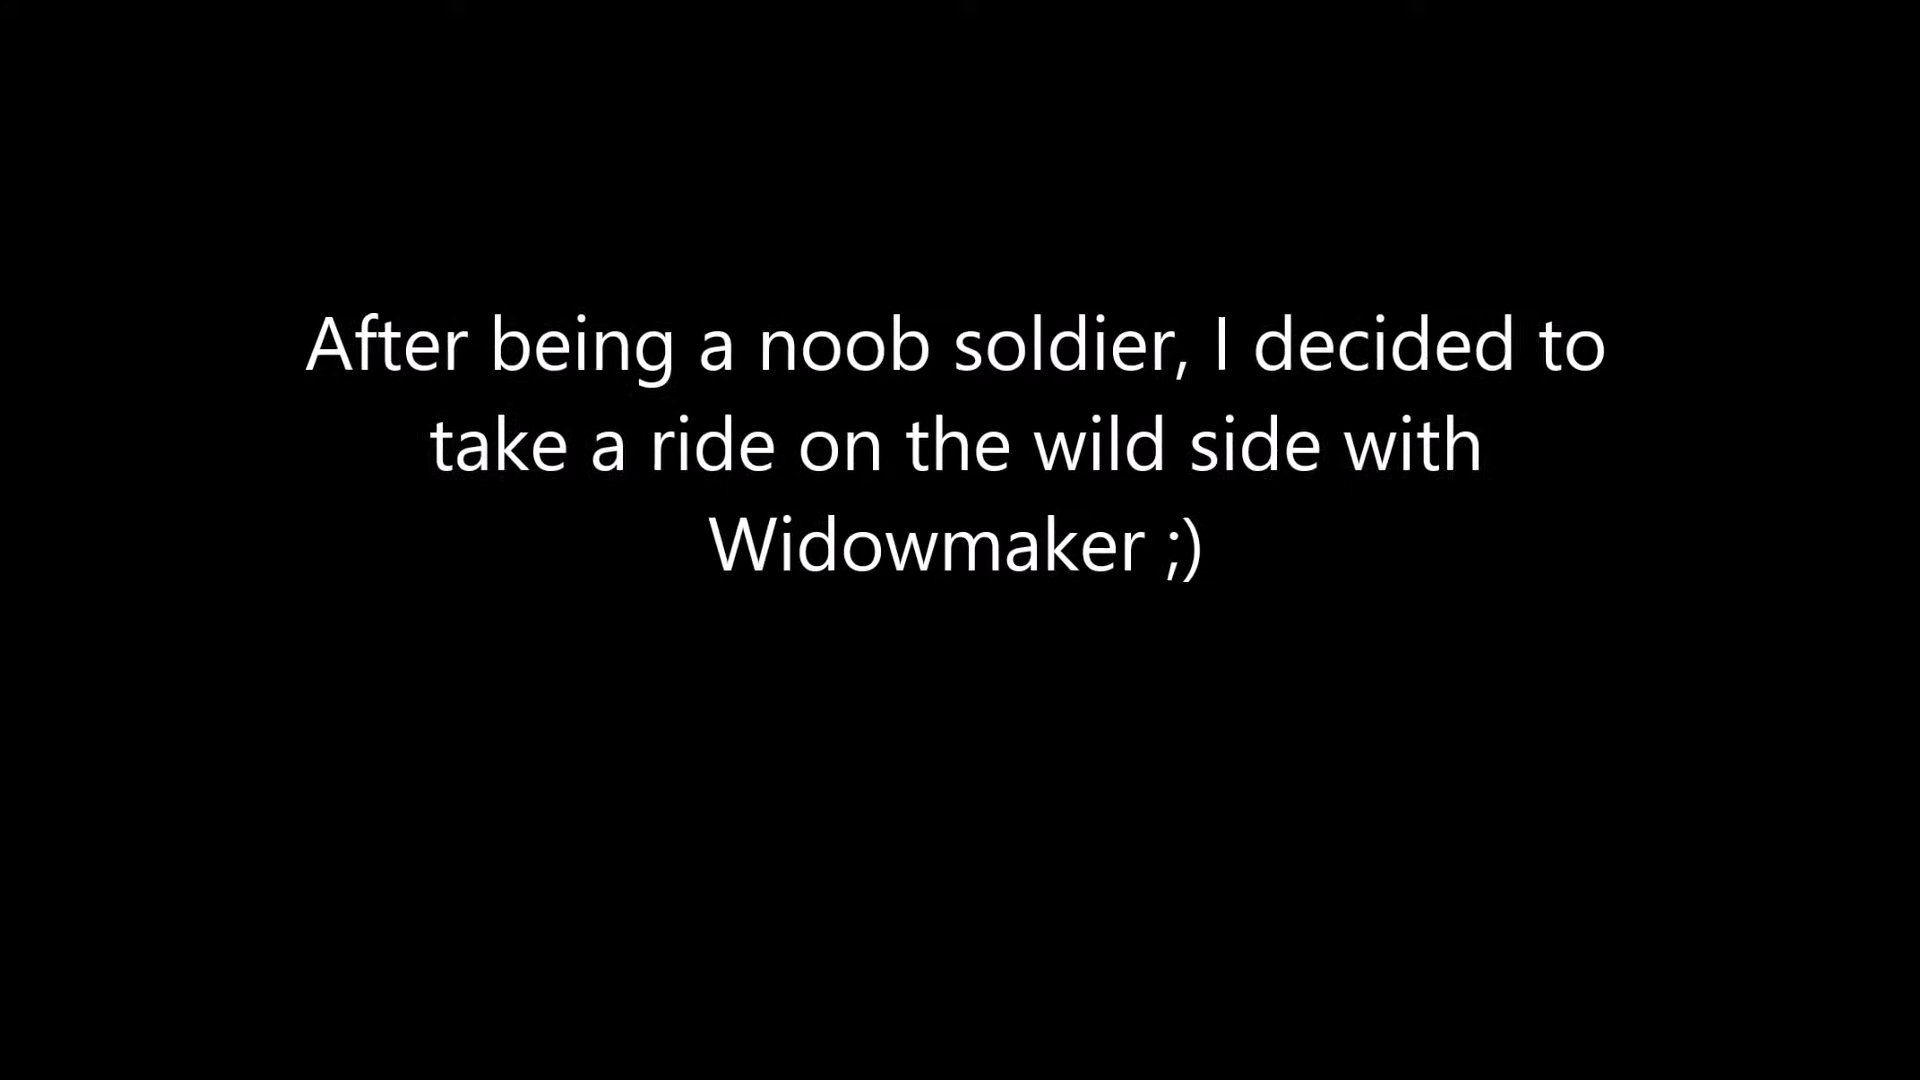 After being a noob soldier, I decided to
take a ride on the wild side with
Widowmaker ;)